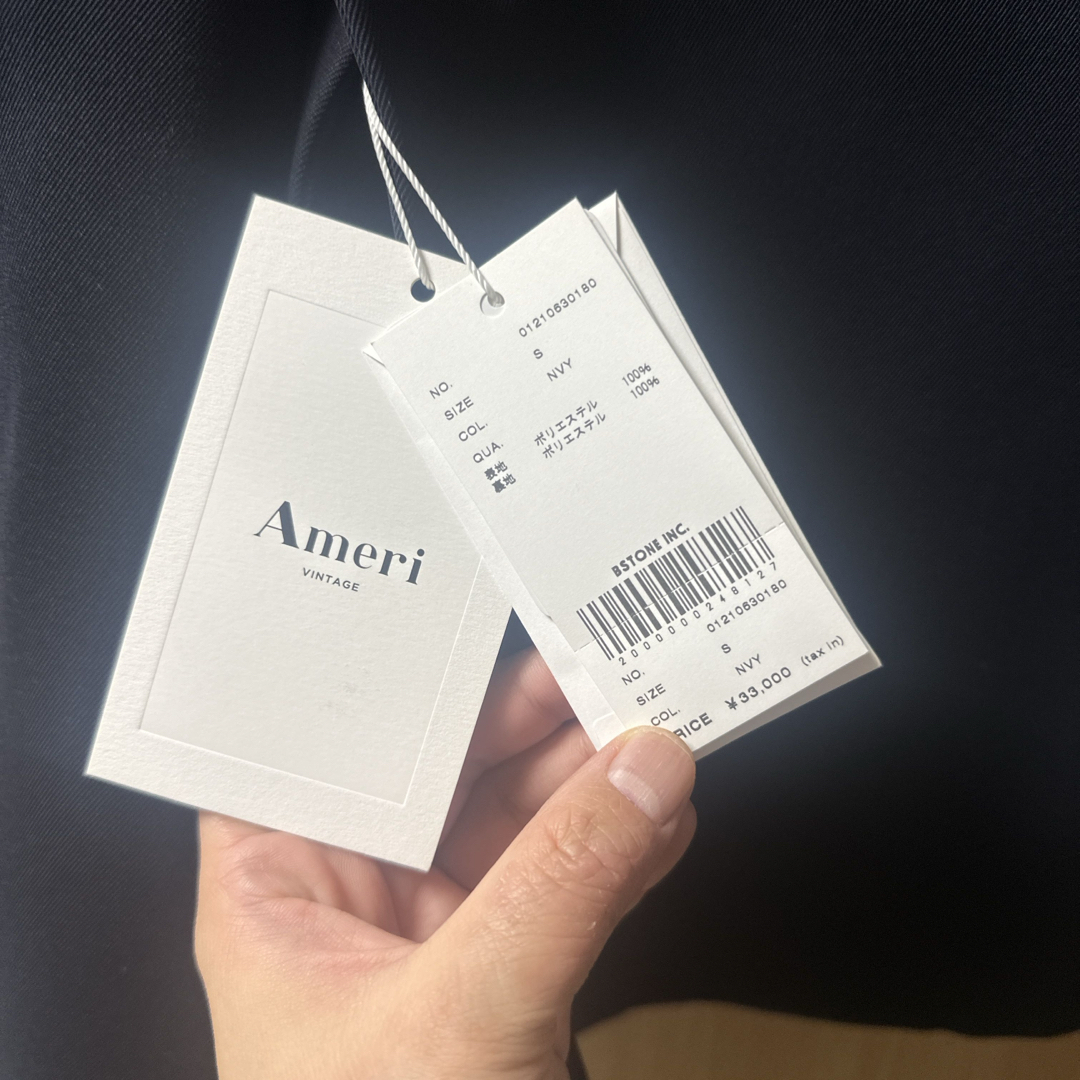 Ameri
VINTAGE
NO. 01210630180
SIZE S
COL. NVY
QUA.
表地 ポリエステル 100%
裏地 ポリエステル 100%
BSTONE INC.
2000000248127
NO. 01210630180
SIZE S
COL. NVY
RICE ¥33,000 (tax in)